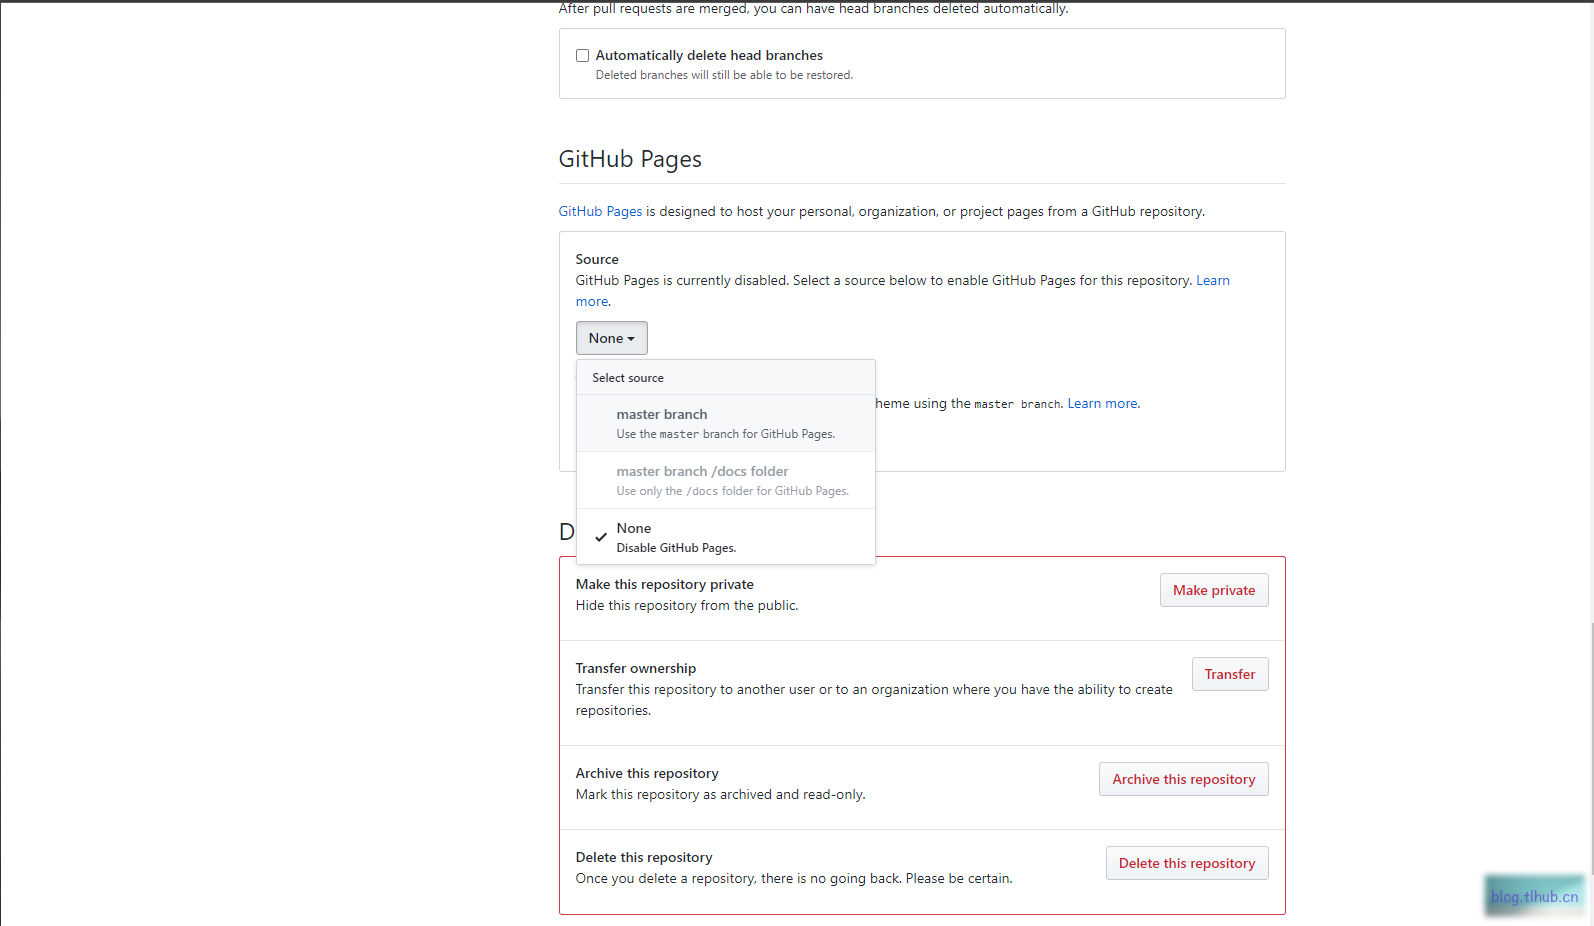 After pull requests are merged, you can have head branches deleted automatically.
Automatically delete head branches
Deleted branches will still be able to be restored.
GitHub Pages
GitHub Pages is designed to host your personal, organization, or project pages from a GitHub repository.
Source
GitHub Pages is currently disabled. Select a source below to enable GitHub Pages for this repository. Learn
more.
None
Select source
master branch
Use the master branch for GitHub Pages.
heme using the master branch. Learn more.
master branch /docs folder
Use only the /docs folder for GitHub Pages.
None
Disable GitHub Pages.
D
Make this repository private
Hide this repository from the public.
Make private
Transfer ownership
Transfer this repository to another user or to an organization where you have the ability to create
repositories.
Transfer
Archive this repository
Mark this repository as archived and read-only.
Archive this repository
Delete this repository
Once you delete a repository, there is no going back. Please be certain.
Delete this repository
blog.tlhub.cn